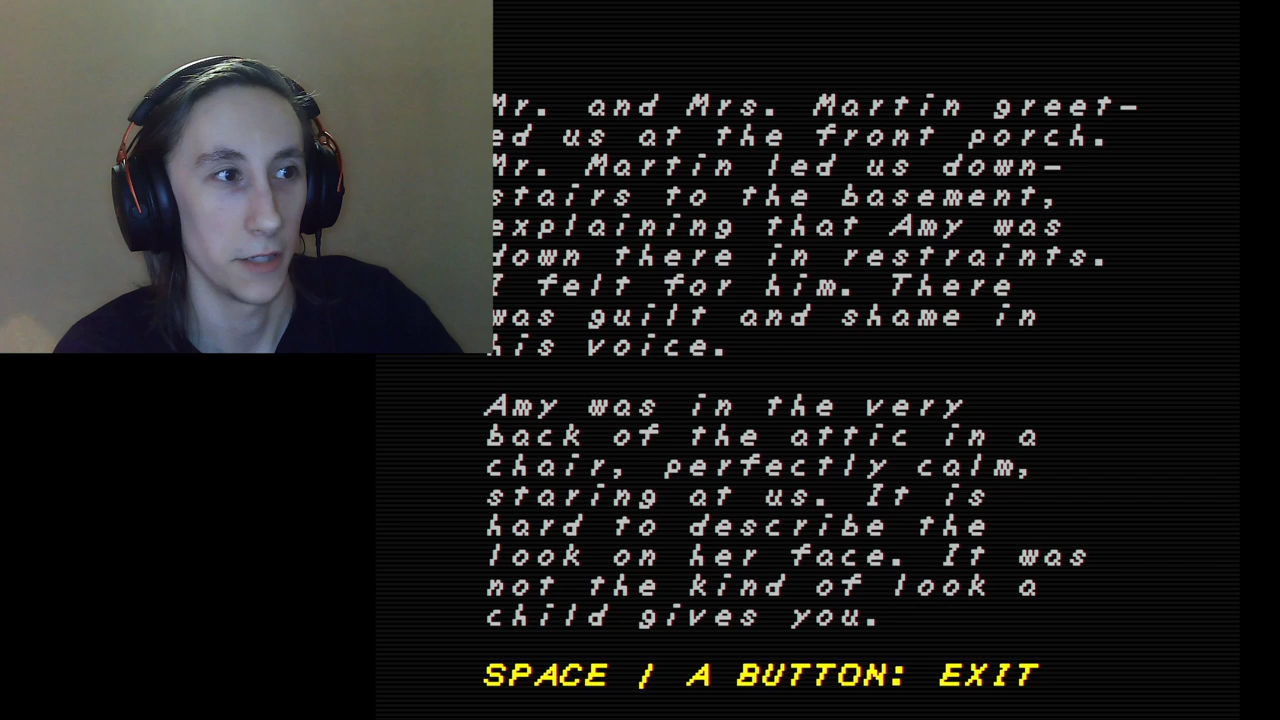 Mr. and Mrs. Martin greet-
ed us at the front porch.
Mr. Martin led us down-
stairs to the basement,
explaining that Amy was
down there in restraints.
I felt for him. There
was guilt and shame in
his voice.
Amy was in the very
back of the attic in a
chair, perfectly calm,
staring at us. It is
hard to describe the
look on her face. It was
not the kind of look a
child gives you.
SPACE / A BUTTON: EXIT